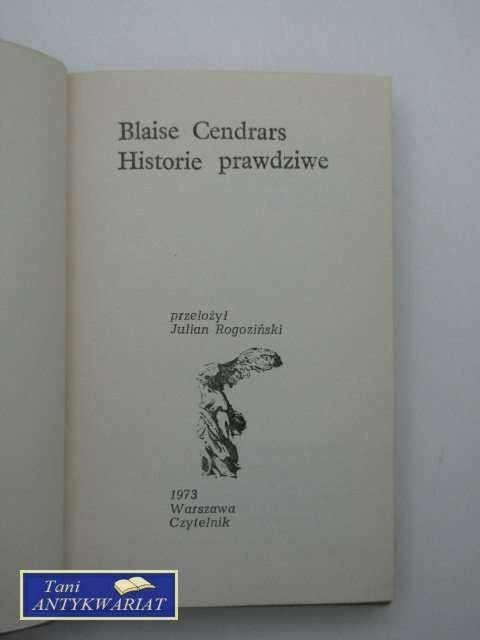 Blaise Cendrars
Historie prawdziwe
przełożył
Julian Rogoziński
1973
Warszawa
Czytelnik
Tani
ANTYKWARIAT